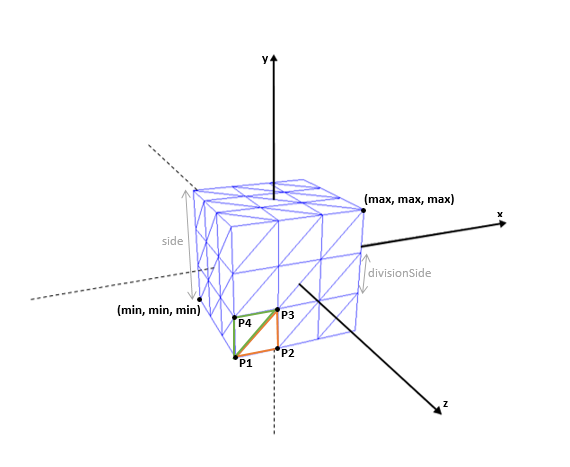 y
(max, max, max)
x
side
divisionSide
(min, min, min)
P4
P3
P2
P1
z